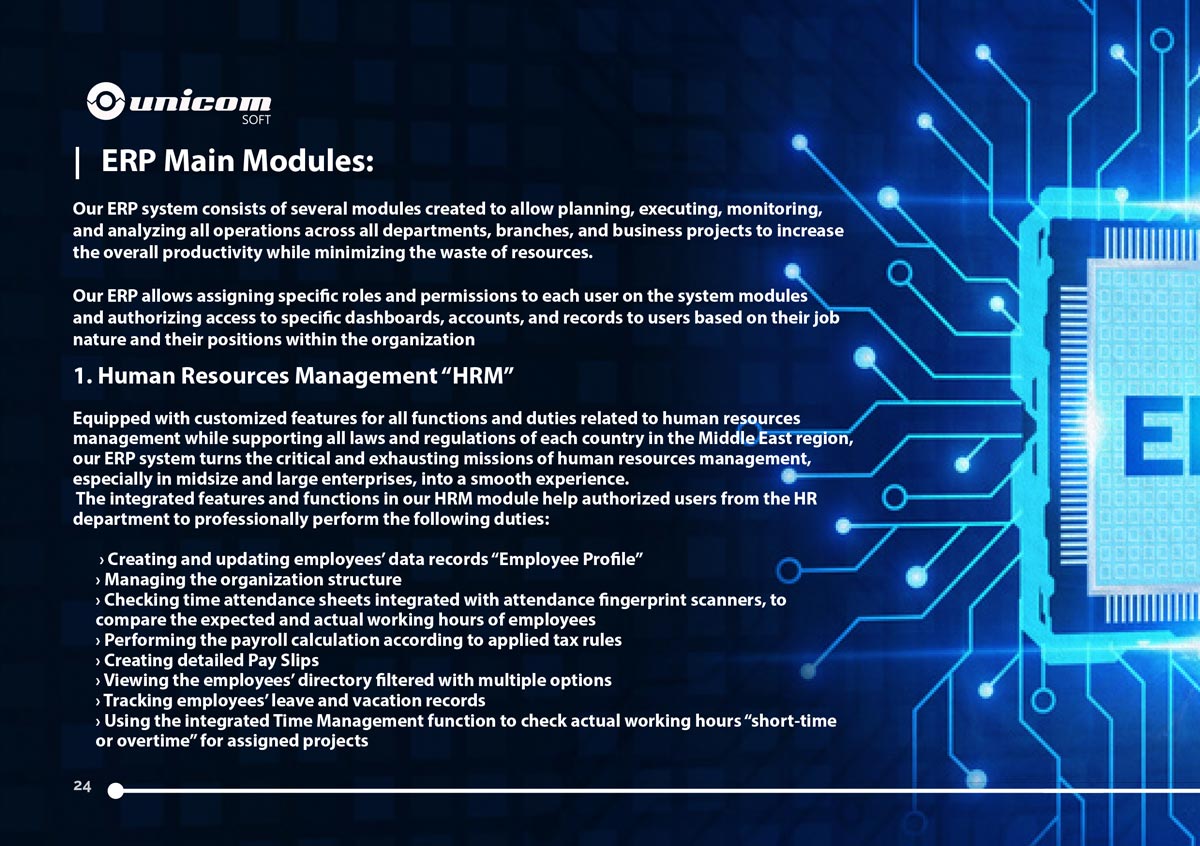 unicom
SOFT
| ERP Main Modules:
Our ERP system consists of several modules created to allow planning, executing, monitoring,
and analyzing all operations across all departments, branches, and business projects to increase
the overall productivity while minimizing the waste of resources.
Our ERP allows assigning specific roles and permissions to each user on the system modules
and authorizing access to specific dashboards, accounts, and records to users based on their job
nature and their positions within the organization
1. Human Resources Management “HRM”
Equipped with customized features for all functions and duties related to human resources
management while supporting all laws and regulations of each country in the Middle East region,
our ERP system turns the critical and exhausting missions of human resources management,
especially in midsize and large enterprises, into a smooth experience.
The integrated features and functions in our HRM module help authorized users from the HR
department to professionally perform the following duties:
› Creating and updating employees’ data records “Employee Profile”
› Managing the organization structure
› Checking time attendance sheets integrated with attendance fingerprint scanners, to
compare the expected and actual working hours of employees
› Performing the payroll calculation according to applied tax rules
› Creating detailed Pay Slips
› Viewing the employees’ directory filtered with multiple options
› Tracking employees’ leave and vacation records
› Using the integrated Time Management function to check actual working hours “short-time
or overtime” for assigned projects
24